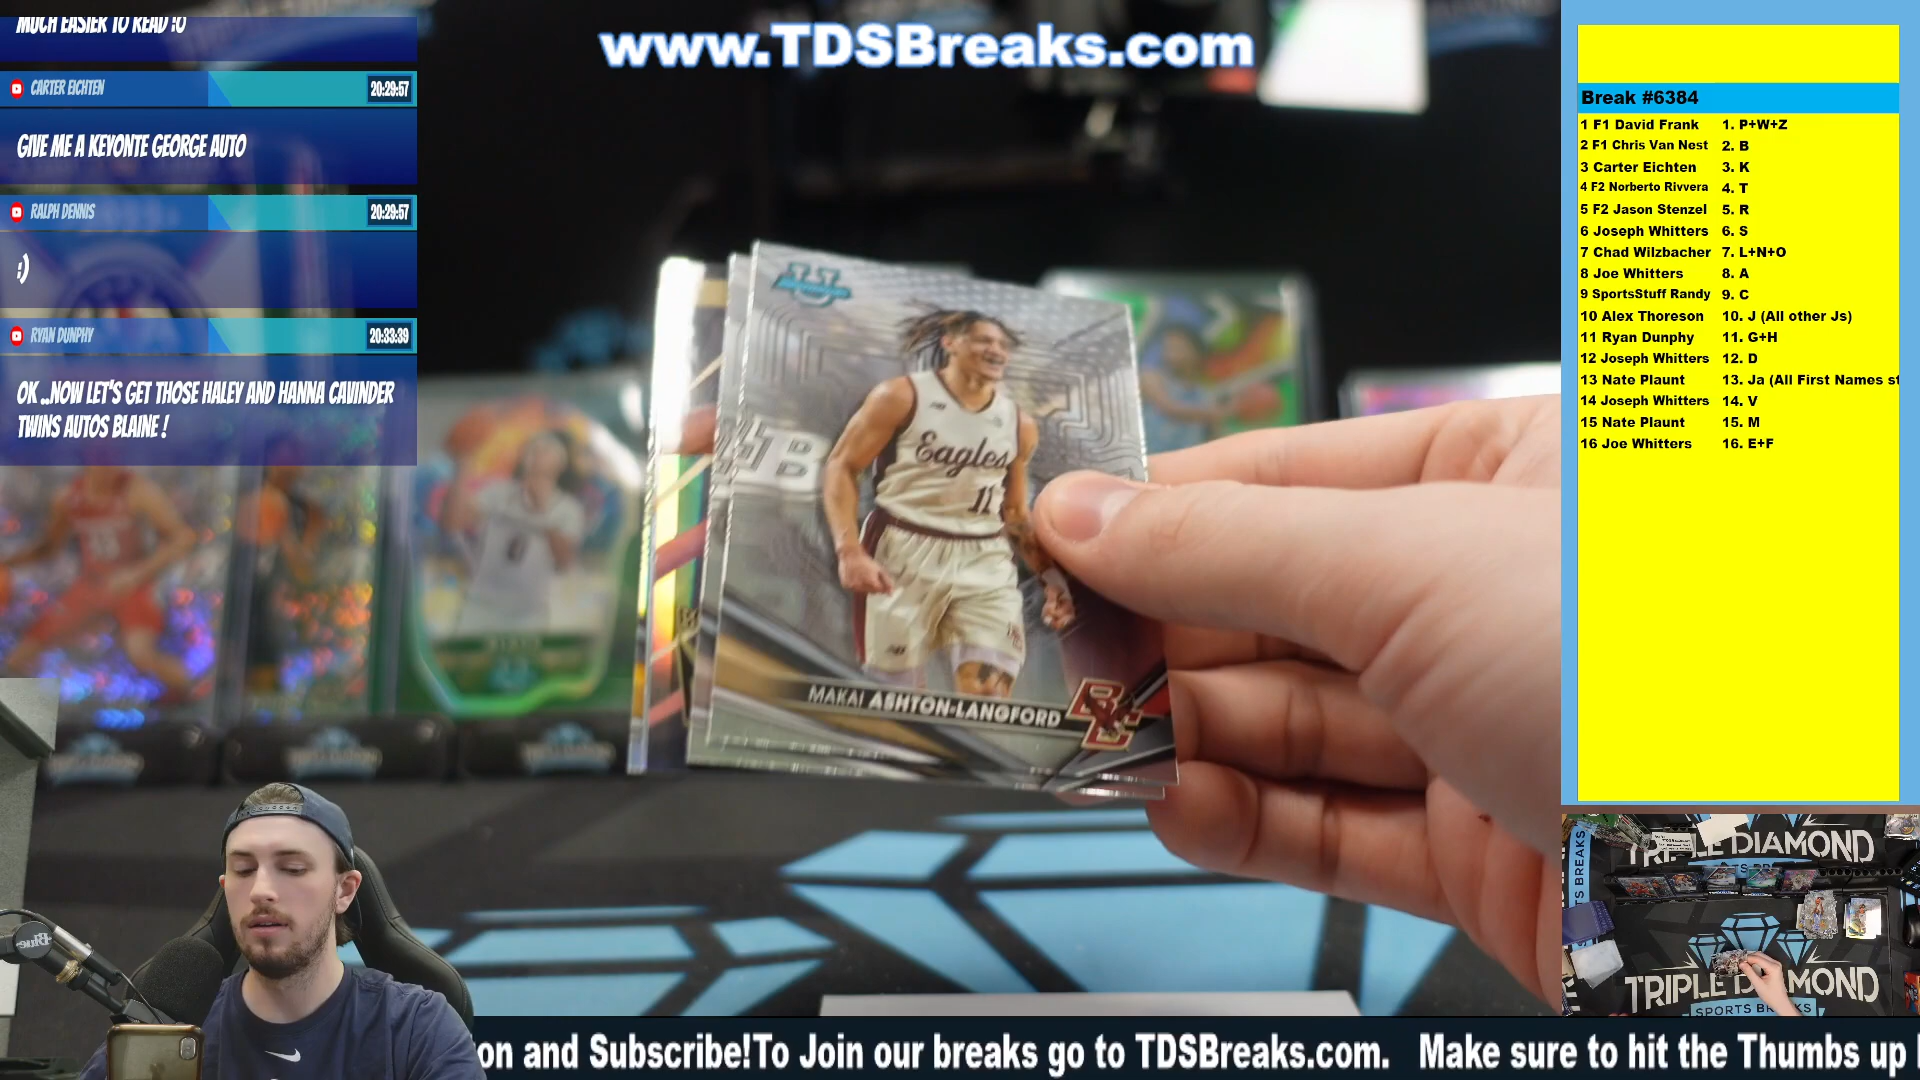 MUCH EASIER TO READ :O
CARTER EICHTEN
20:29:57
GIVE ME A KEYONTE GEORGE AUTO
RALPH DENNIS
20:29:57
:)
RYAN DUNPHY
20:33:39
OK ..NOW LET'S GET THOSE HALEY AND HANNA CAVINDER
TWINS AUTOS BLAINE !
www.TDSBreaks.com
Eagles
11
MAKAI ASHTON-LANGFORD
BC
Blue
Break #6384
1 F1 David Frank 1. P+W+Z
2 F1 Chris Van Nest 2. B
3 Carter Eichten 3. K
4 F2 Norberto Rivvera 4. T
5 F2 Jason Stenzel 5. R
6 Joseph Whitters 6. S
7 Chad Wilzbacher 7. L+N+O
8 Joe Whitters 8. A
9 SportsStuff Randy 9. C
10 Alex Thoreson 10. J (All other Js)
11 Ryan Dunphy 11. G+H
12 Joseph Whitters 12. D
13 Nate Plaunt 13. Ja (All First Names st
14 Joseph Whitters 14. V
15 Nate Plaunt 15. M
16 Joe Whitters 16. E+F
TRIPLE DIAMOND
TRIPLE DIAMOND
SPORTS BREAKS
on and Subscribe!To Join our breaks go to TDSBreaks.com. Make sure to hit the Thumbs up